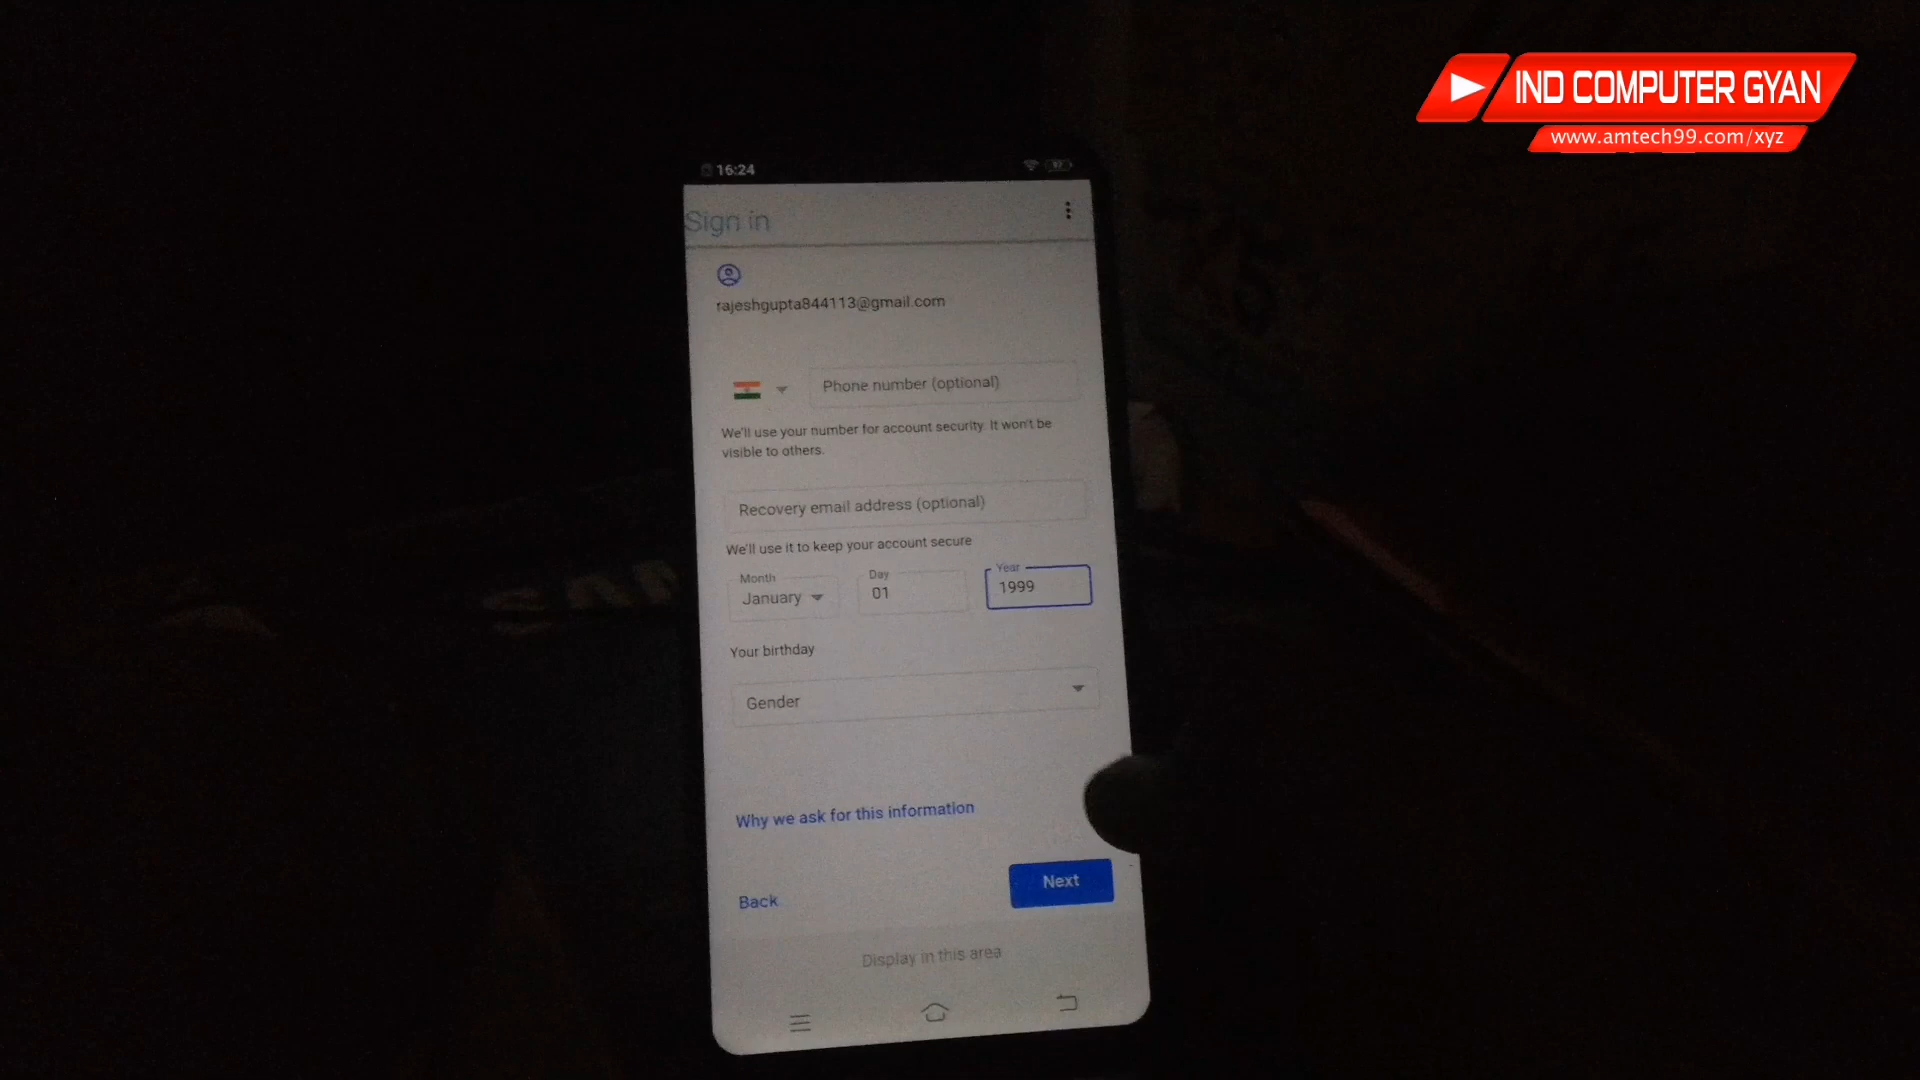 IND COMPUTER GYAN
www.amtech99.com/xyz
16:24
Sign in
rajeshgupta844113@gmail.com
Phone number (optional)
We'll use your number for account security. It won't be
visible to others.
Recovery email address (optional)
We'll use it to keep your account secure
Month Day Year
January 01 1999
Your birthday
Gender
Why we ask for this information
Back Next
Display in this area